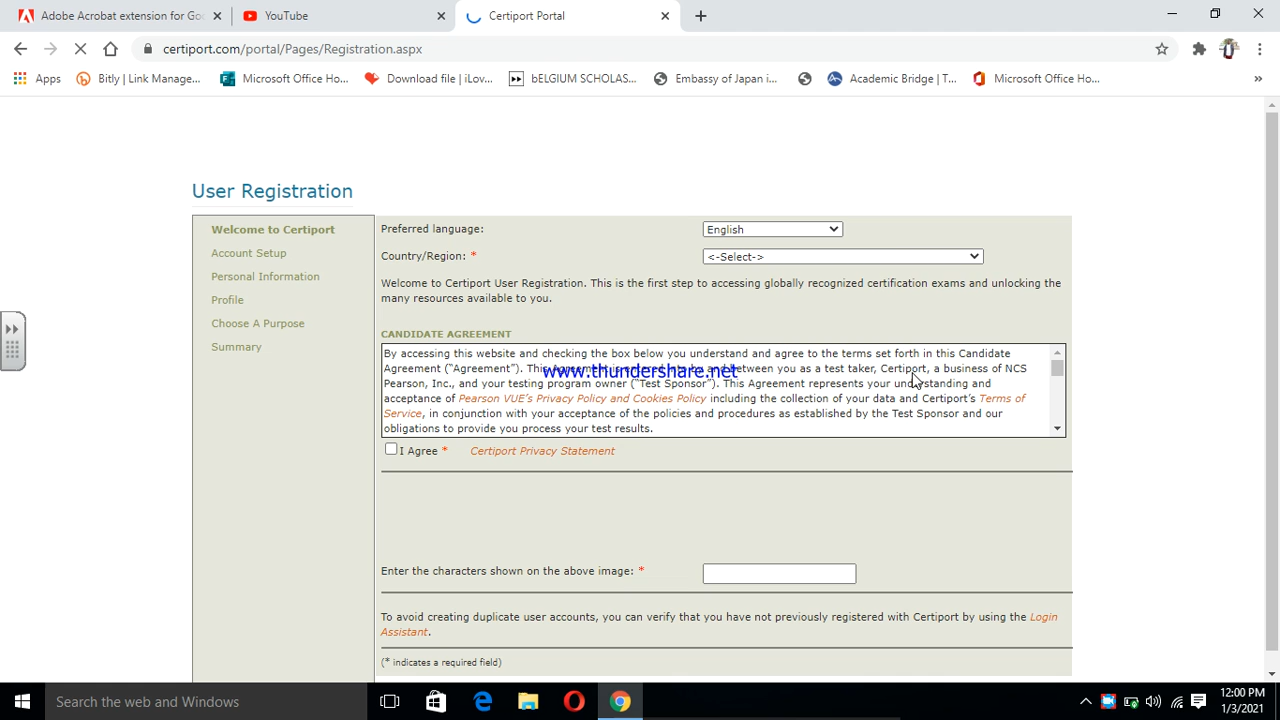 Adobe Acrobat extension for Goo
YouTube
Certiport Portal
certiport.com/portal/Pages/Registration.aspx
Apps
Bitly | Link Manage...
Microsoft Office Ho...
Download file | iLov...
bELGIUM SCHOLAS...
Embassy of Japan i...
Academic Bridge | T...
Microsoft Office Ho...
»
User Registration
Welcome to Certiport
Account Setup
Personal Information
Profile
Choose A Purpose
Summary
Preferred language:
English
Country/Region: *
<-Select->
Welcome to Certiport User Registration. This is the first step to accessing globally recognized certification exams and unlocking the
many resources available to you.
CANDIDATE AGREEMENT
By accessing this website and checking the box below you understand and agree to the terms set forth in this Candidate
Agreement (“Agreement”). This Agreement is entered into by and between you as a test taker, Certiport, a business of NCS
Pearson, Inc., and your testing program owner (“Test Sponsor”). This Agreement represents your understanding and
acceptance of Pearson VUE’s Privacy Policy and Cookies Policy including the collection of your data and Certiport’s Terms of
Service, in conjunction with your acceptance of the policies and procedures as established by the Test Sponsor and our
obligations to provide you process your test results.
www.thundershare.net
I Agree *
Certiport Privacy Statement
Enter the characters shown on the above image: *
To avoid creating duplicate user accounts, you can verify that you have not previously registered with Certiport by using the Login
Assistant.
(* indicates a required field)
Search the web and Windows
12:00 PM
1/3/2021